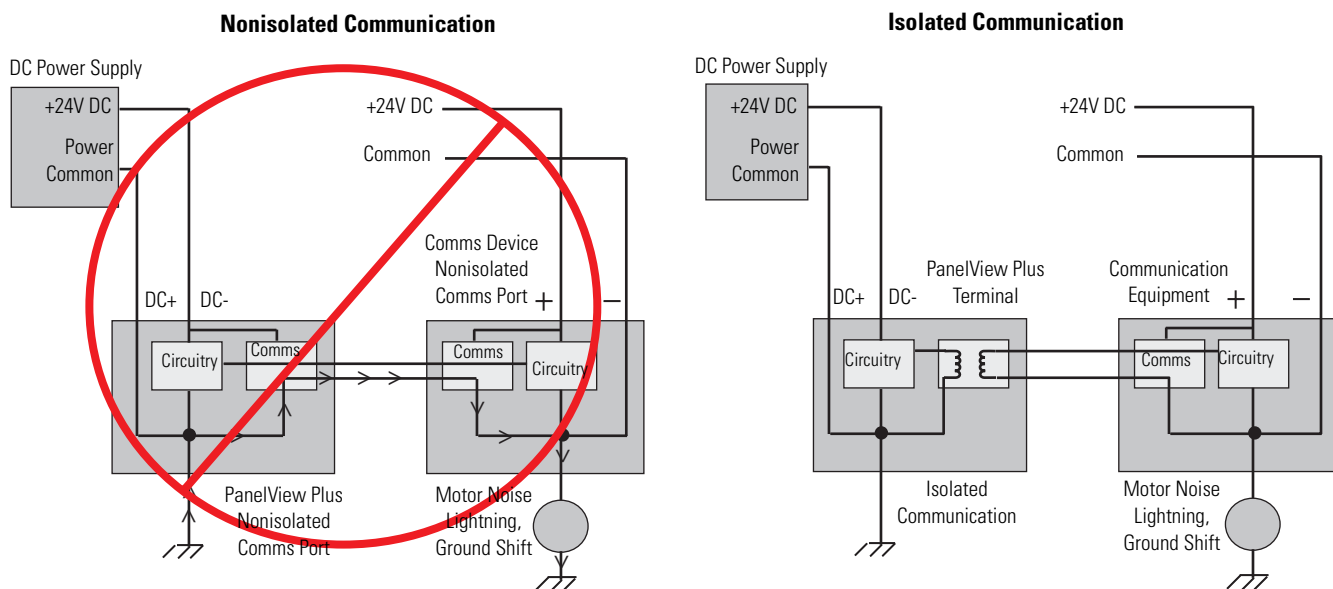 Nonisolated Communication
DC Power Supply
+24V DC
Power
Common
+24V DC
Common
Comms Device
Nonisolated
Comms Port
+
–
DC+
DC-
Circuitry
Comms
Comms
Circuitry
PanelView Plus
Nonisolated
Comms Port
Motor Noise
Lightning,
Ground Shift
Isolated Communication
DC Power Supply
+24V DC
Power
Common
+24V DC
Common
DC+
DC-
PanelView Plus
Terminal
Communication
Equipment
+
–
Circuitry
Comms
Circuitry
Isolated
Communication
Motor Noise
Lightning,
Ground Shift